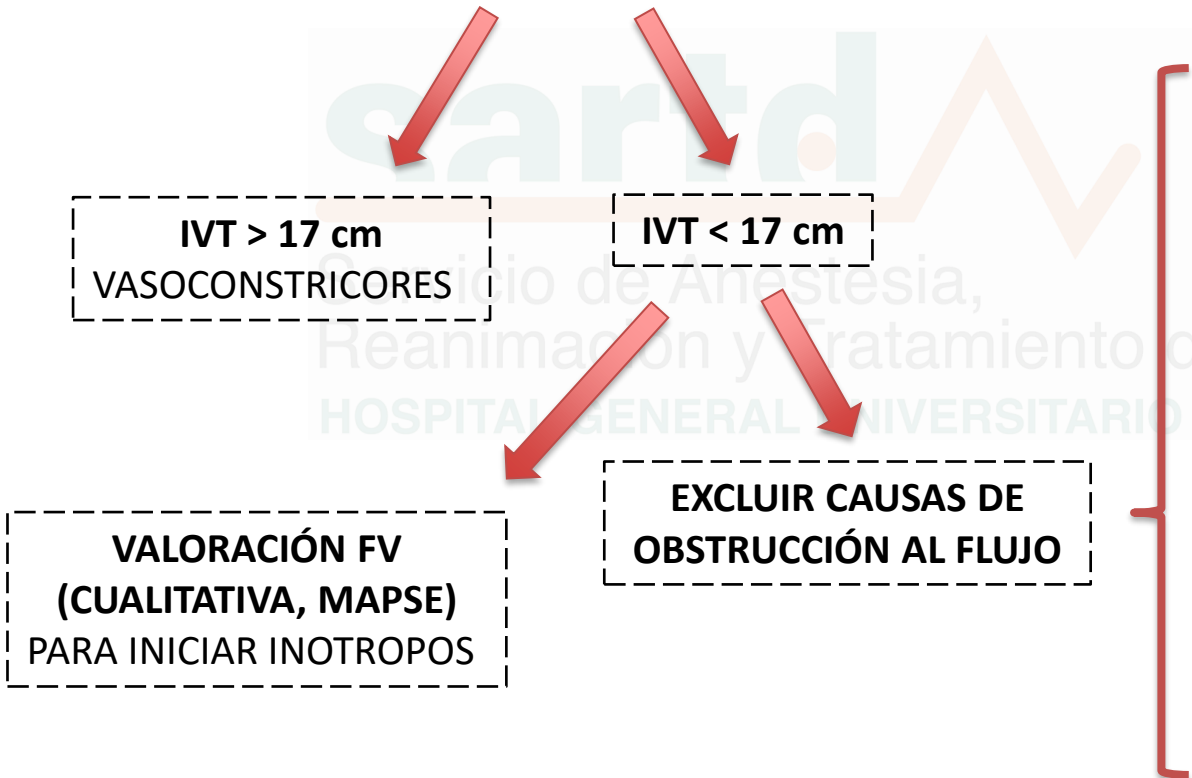 sartd
IVT > 17 cm
VASOCONSTRICORES
IVT < 17 cm
Servicio de Anestesia,
Reanimación y Tratamiento d
HOSPITAL GENERAL UNIVERSITARIO
EXCLUIR CAUSAS DE
OBSTRUCCIÓN AL FLUJO
VALORACIÓN FV
(CUALITATIVA, MAPSE)
PARA INICIAR INOTROPOS